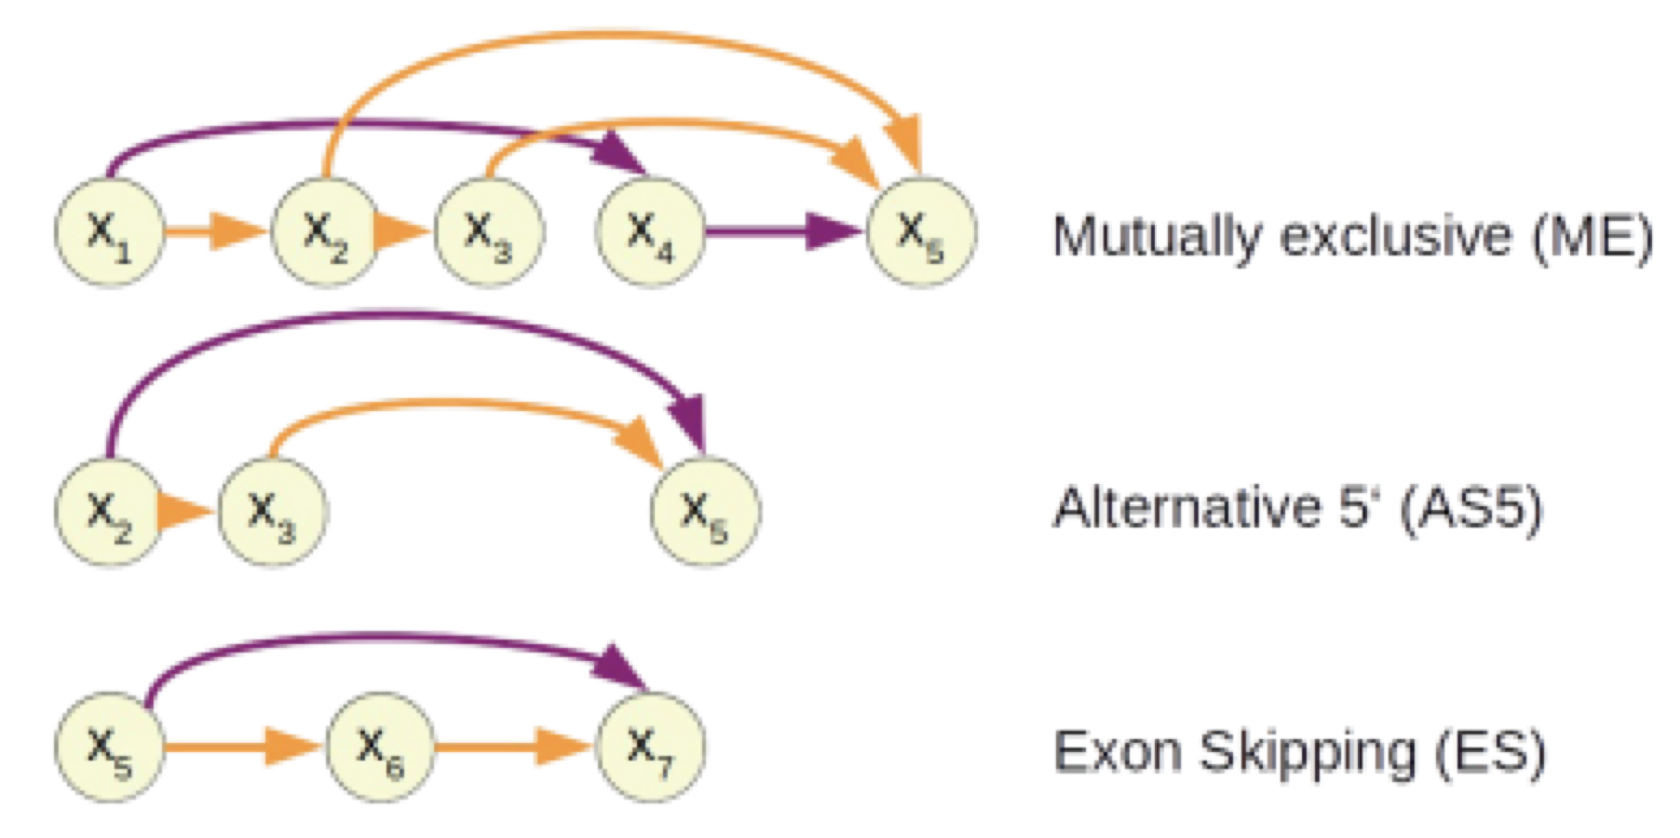 X1 X2 X3 X4 X5 Mutually exclusive (ME)
X2 X3 X5 Alternative 5‘ (AS5)
X5 X6 X7 Exon Skipping (ES)